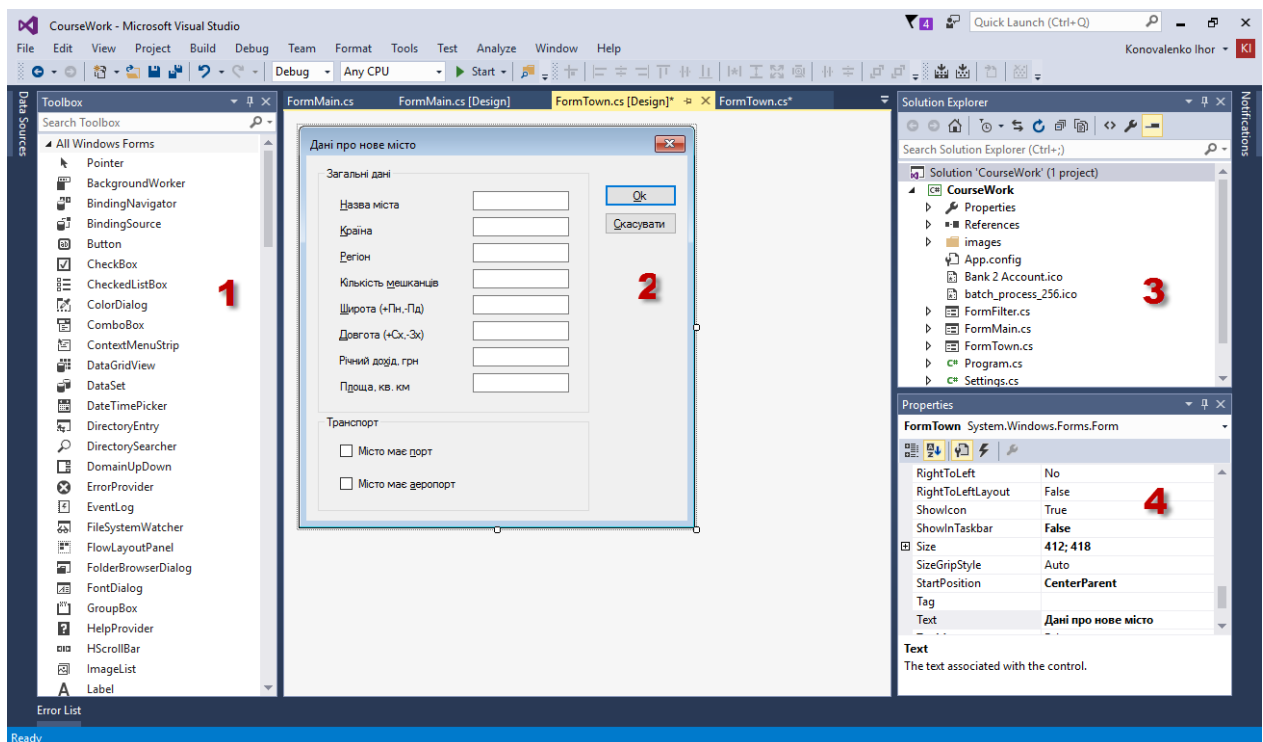 CourseWork - Microsoft Visual Studio
4
Quick Launch (Ctrl+Q)
File Edit View Project Build Debug Team Format Tools Test Analyze Window Help
Konovalenko Ihor KI
Debug Any CPU Start
Data Sources
Toolbox
Search Toolbox
All Windows Forms
Pointer
BackgroundWorker
BindingNavigator
BindingSource
Button
CheckBox
CheckedListBox
ColorDialog
ComboBox
ContextMenuStrip
DataGridView
DataSet
DateTimePicker
DirectoryEntry
DirectorySearcher
DomainUpDown
ErrorProvider
EventLog
FileSystemWatcher
FlowLayoutPanel
FolderBrowserDialog
FontDialog
GroupBox
HelpProvider
HScrollBar
ImageList
Label
1
FormMain.cs FormMain.cs [Design] FormTown.cs [Design]* FormTown.cs*
Дані про нове місто
Загальні дані
Назва міста
Країна
Регіон
Кількість мешканців
Широта (+Пн,-Пд)
Довгота (+Сх,-Зх)
Річний дохід, грн
Площа, кв. км
Ok
Скасувати
2
Транспорт
Місто має порт
Місто має аеропорт
Solution Explorer
Search Solution Explorer (Ctrl+;)
Solution 'CourseWork' (1 project)
C# CourseWork
Properties
References
images
App.config
Bank 2 Account.ico
batch_process_256.ico
FormFilter.cs
FormMain.cs
FormTown.cs
C# Program.cs
C# Settings.cs
3
Notifications
Properties
FormTown System.Windows.Forms.Form
RightToLeft No
RightToLeftLayout False
ShowIcon True
ShowInTaskbar False
Size 412; 418
SizeGripStyle Auto
StartPosition CenterParent
Tag
Text Дані про нове місто
4
Text
The text associated with the control.
Error List
Ready